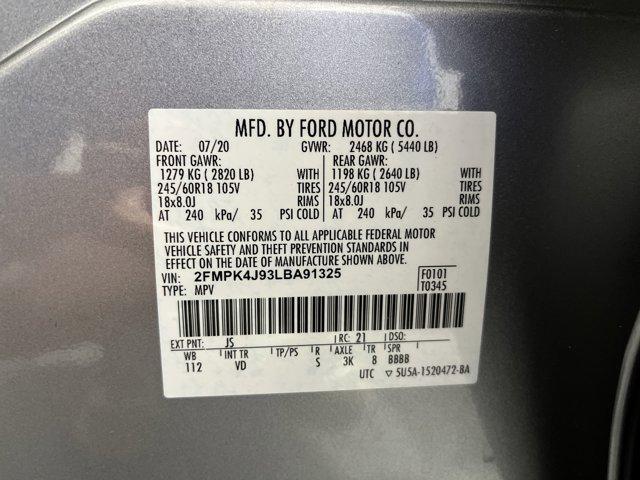 MFD. BY FORD MOTOR CO.
DATE: 07/20 GVWR: 2468 KG ( 5440 LB)
FRONT GAWR: REAR GAWR:
1279 KG ( 2820 LB) WITH 1198 KG ( 2640 LB) WITH
245/60R18 105V TIRES 245/60R18 105V TIRES
18x8.0J RIMS 18x8.0J RIMS
AT 240 kPa/ 35 PSI COLD AT 240 kPa/ 35 PSI COLD
THIS VEHICLE CONFORMS TO ALL APPLICABLE FEDERAL MOTOR
VEHICLE SAFETY AND THEFT PREVENTION STANDARDS IN
EFFECT ON THE DATE OF MANUFACTURE SHOWN ABOVE.
VIN: 2FMPK4J93LBA91325 F0101
TYPE: MPV T0345
EXT PNT: JS RC: 21 DSO:
WB INT TR TP/PS R AXLE TR SPR
112 VD S 3K 8 BBBB
UTC ▽ 5U5A-1520472-BA